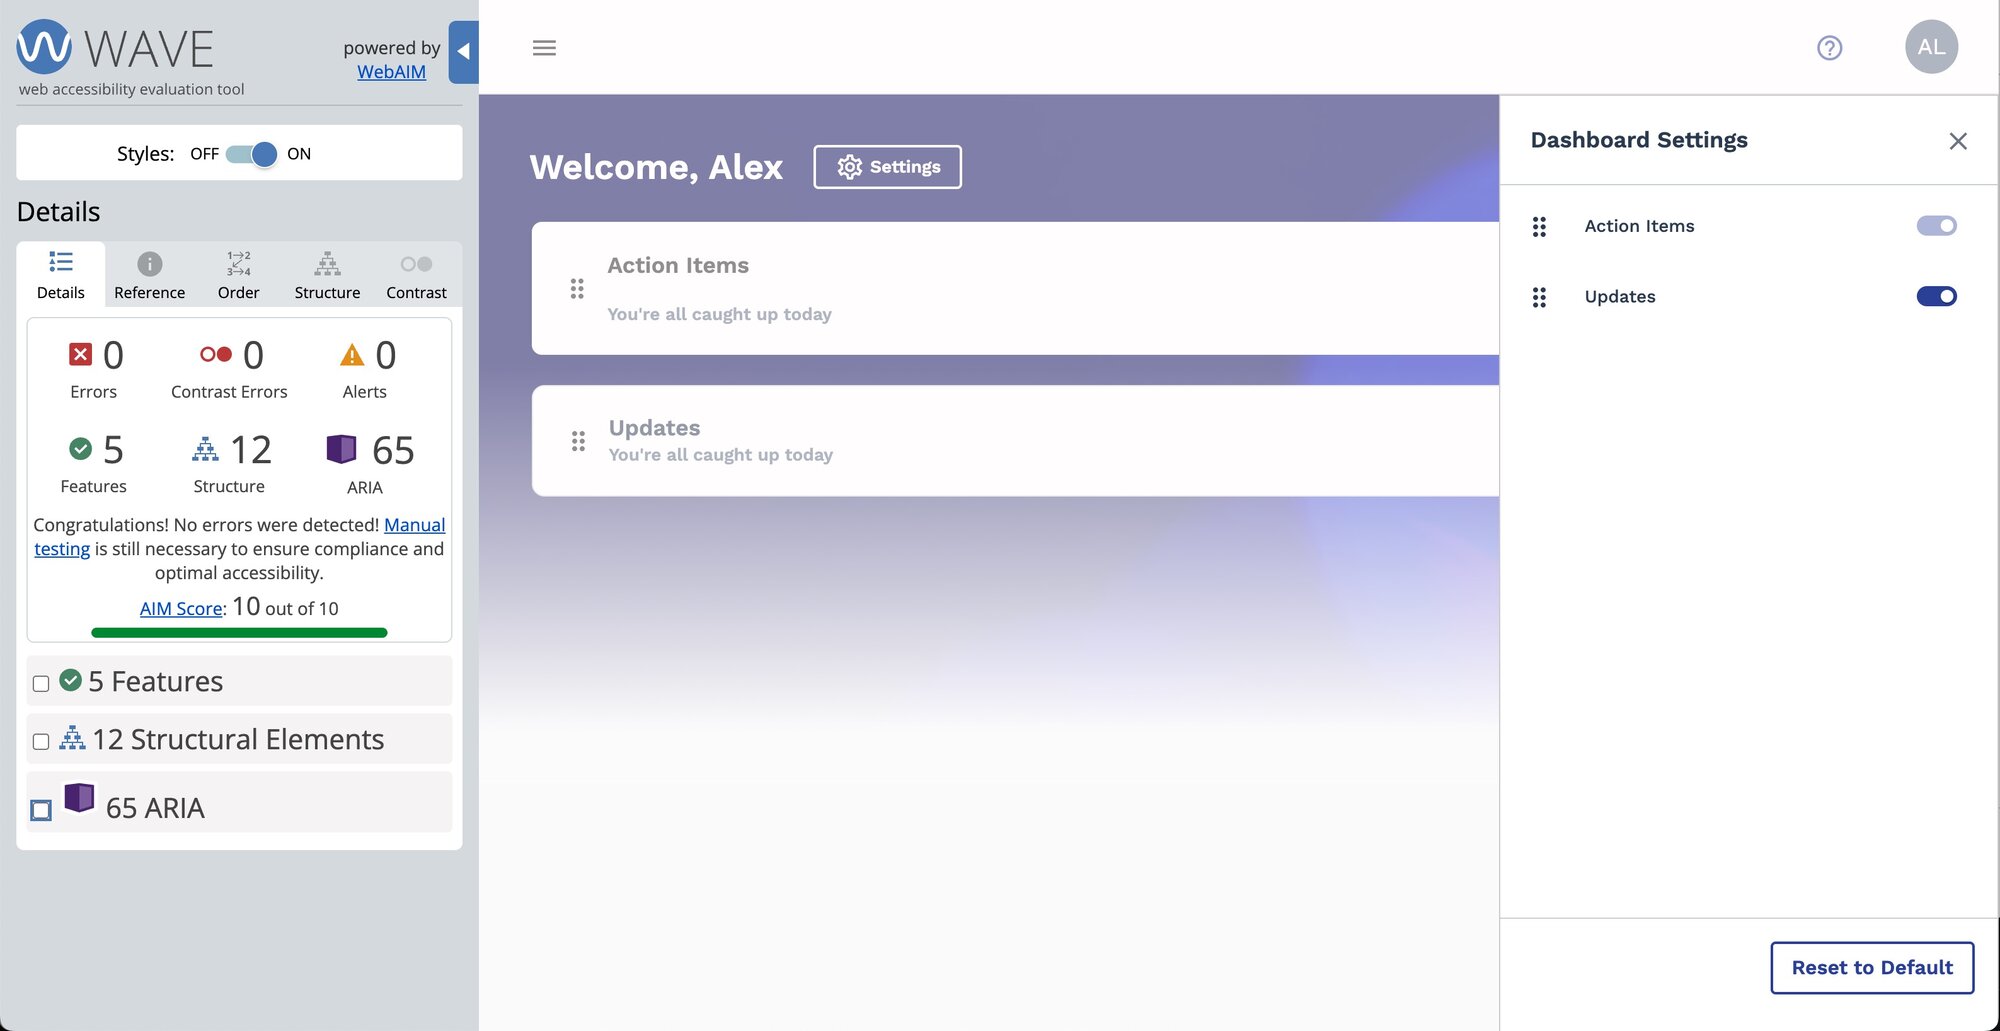 WAVE
powered by
WebAIM
web accessibility evaluation tool
Styles: OFF ON
Details
Details
Reference
1→2
3→4
Order
Structure
Contrast
0
Errors
0
Contrast Errors
0
Alerts
5
Features
12
Structure
65
ARIA
Congratulations! No errors were detected! Manual
testing is still necessary to ensure compliance and
optimal accessibility.
AIM Score: 10 out of 10
5 Features
12 Structural Elements
65 ARIA
?
AL
Welcome, Alex
Settings
Action Items
You're all caught up today
Updates
You're all caught up today
Dashboard Settings
Action Items
Updates
Reset to Default